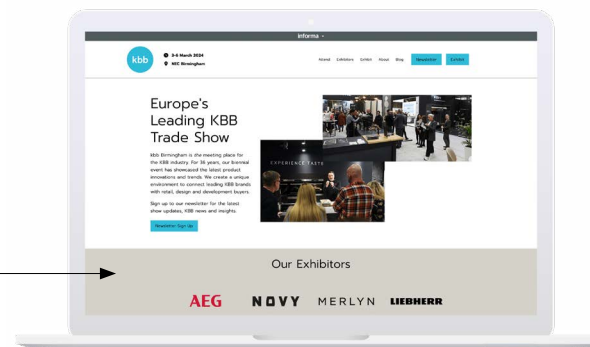 informa
kbb
3-6 March 2024
NEC Birmingham
Attend Exhibitors Exhibit About Blog Newsletter Exhibit
Europe's
Leading KBB
Trade Show
kbb Birmingham is the meeting place for
the KBB industry. For 36 years, our biennial
event has showcased the latest product
innovations and trends. We create a unique
environment to connect leading KBB brands
with retail, design and development buyers.
Sign up to our newsletter for the latest
show updates, KBB news and insights.
Newsletter Sign Up
EXPERIENCE TASTE
Our Exhibitors
AEG NOVY MERLYN LIEBHERR